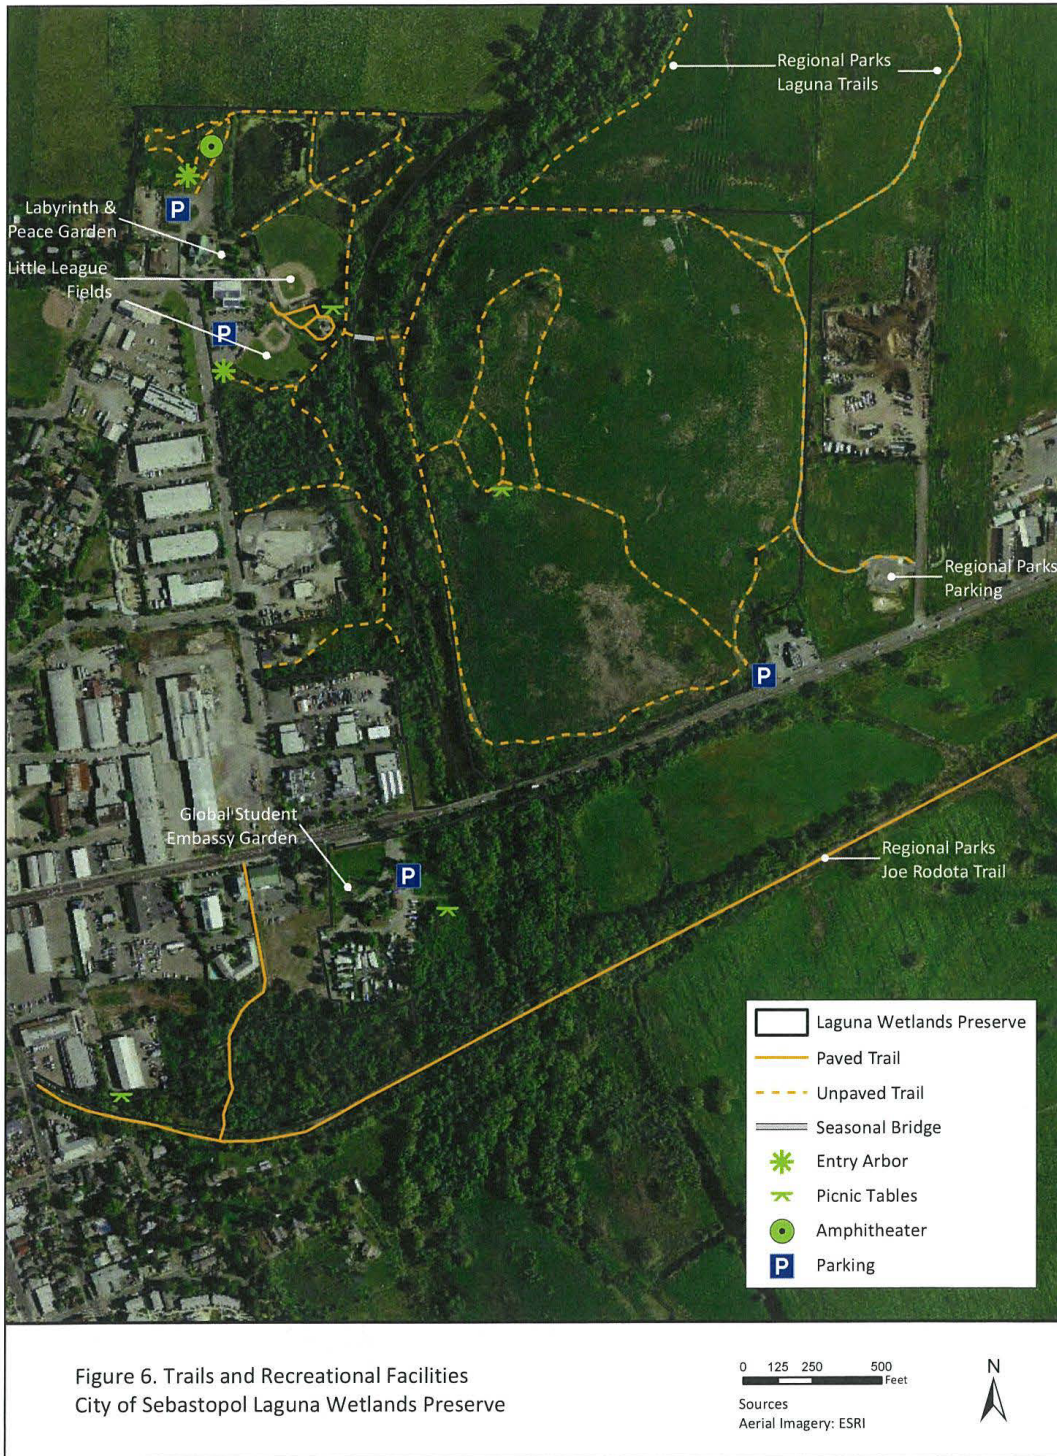 Regional Parks
Laguna Trails
P
Labyrinth &
Peace Garden
Little League
Fields
P
Regional Parks
Parking
P
Global Student
Embassy Garden
P
Regional Parks
Joe Rodota Trail
Laguna Wetlands Preserve
Paved Trail
Unpaved Trail
Seasonal Bridge
Entry Arbor
Picnic Tables
Amphitheater
P Parking
Figure 6. Trails and Recreational Facilities
City of Sebastopol Laguna Wetlands Preserve
0 125 250 500
Feet
Sources
Aerial Imagery: ESRI
N